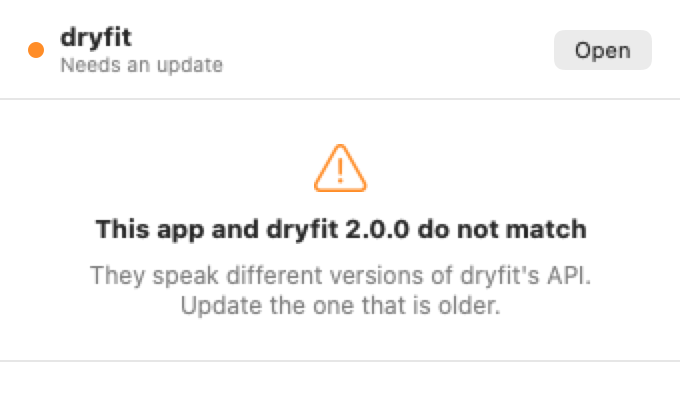 dryfit
Needs an update
Open
This app and dryfit 2.0.0 do not match
They speak different versions of dryfit's API.
Update the one that is older.